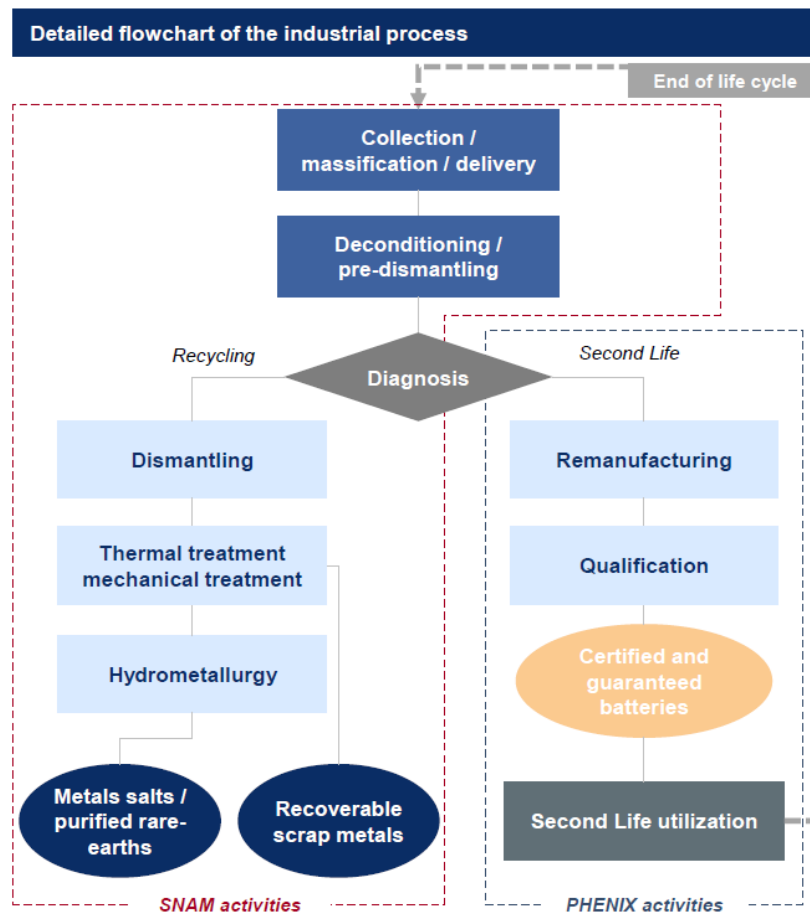 Detailed flowchart of the industrial process
End of life cycle
Collection /
massification / delivery
Deconditioning /
pre-dismantling
Recycling
Second Life
Diagnosis
Dismantling
Remanufacturing
Thermal treatment
mechanical treatment
Qualification
Hydrometallurgy
Certified and
guaranteed
batteries
Metals salts /
purified rare-
earths
Recoverable
scrap metals
Second Life utilization
SNAM activities
PHENIX activities